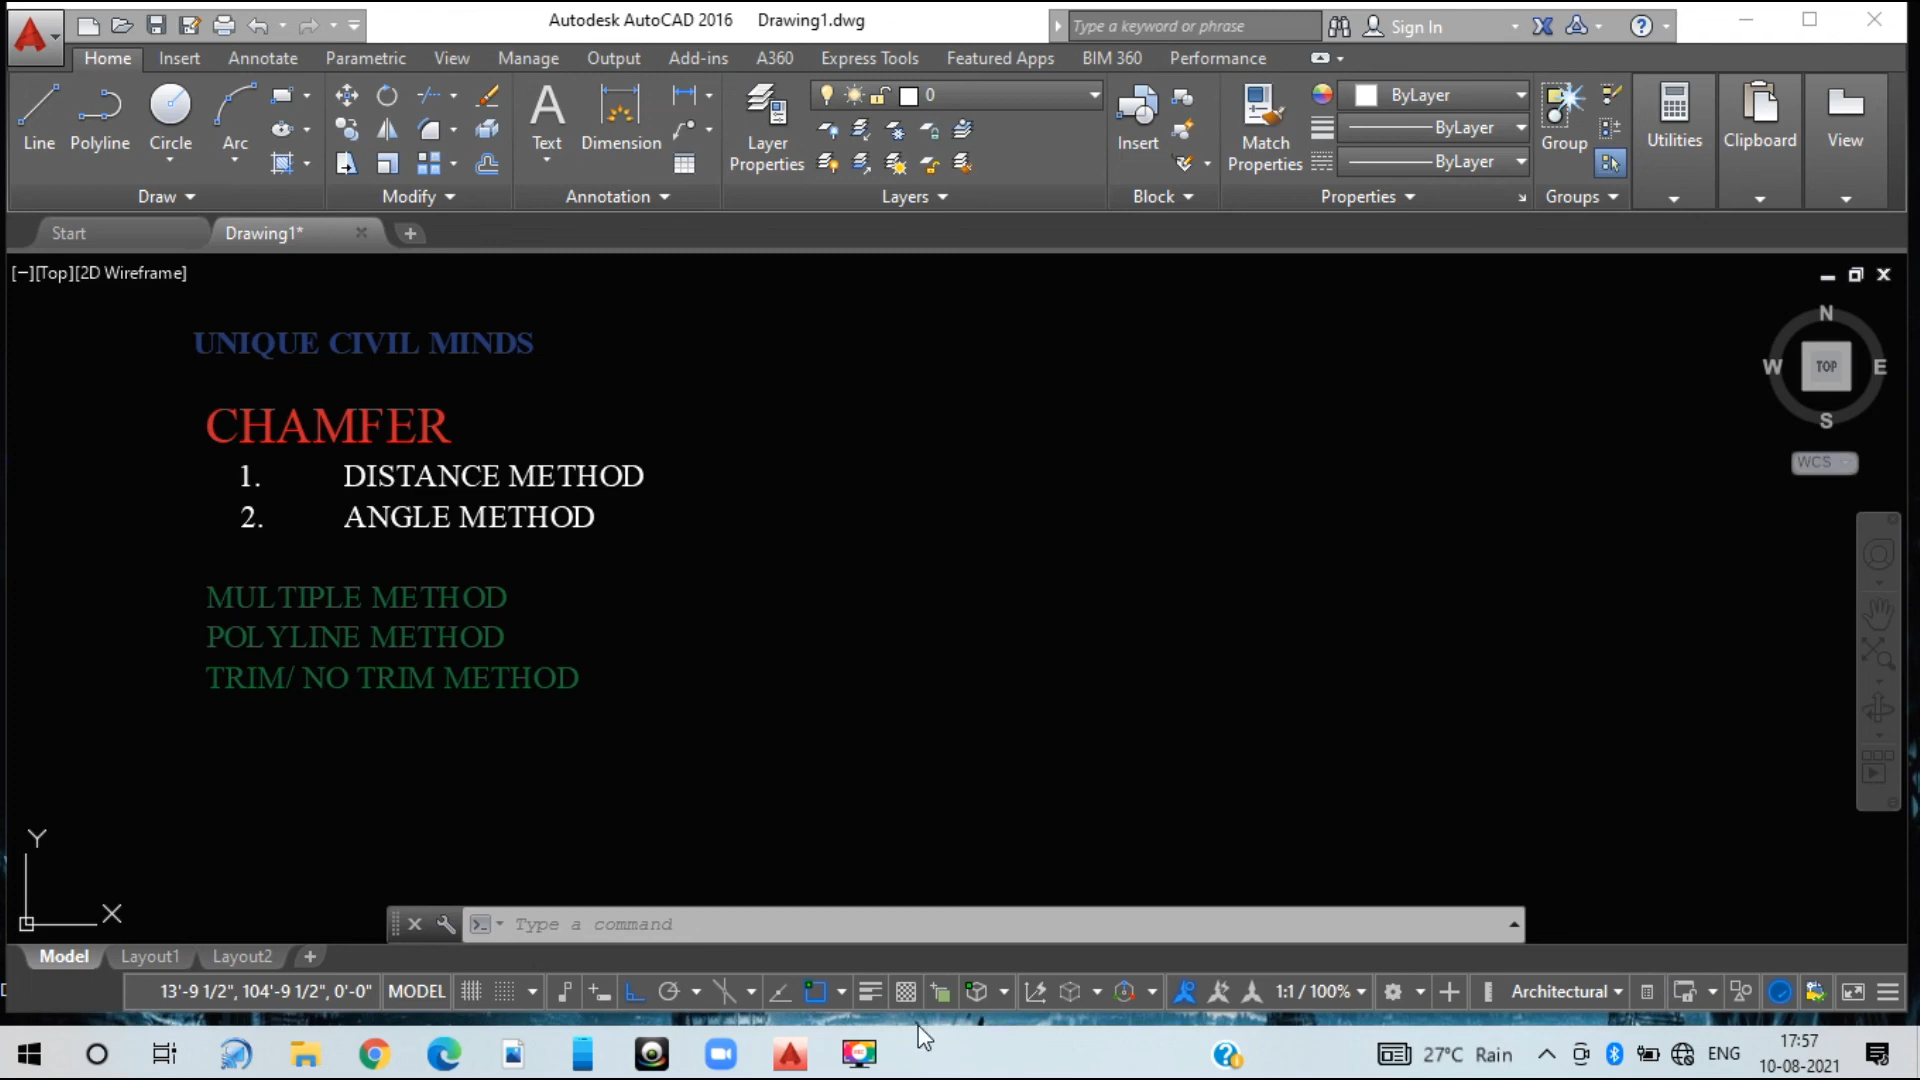 Autodesk AutoCAD 2016 Drawing1.dwg
Type a keyword or phrase
Sign In
Home Insert Annotate Parametric View Manage Output Add-ins A360 Express Tools Featured Apps BIM 360 Performance
Line Polyline Circle Arc
Text Dimension
Layer Properties
0
Insert
Match Properties
ByLayer
ByLayer
ByLayer
Group
Utilities
Clipboard
View
Draw Modify Annotation Layers Block Properties Groups
Start Drawing1*
[−][Top][2D Wireframe]
N
W TOP E
S
WCS
UNIQUE CIVIL MINDS
CHAMFER
1. DISTANCE METHOD
2. ANGLE METHOD
MULTIPLE METHOD
POLYLINE METHOD
TRIM/ NO TRIM METHOD
Y
X
Type a command
Model Layout1 Layout2
13'-9 1/2", 104'-9 1/2", 0'-0" MODEL 1:1 / 100% Architectural
27°C Rain ENG
17:57
10-08-2021